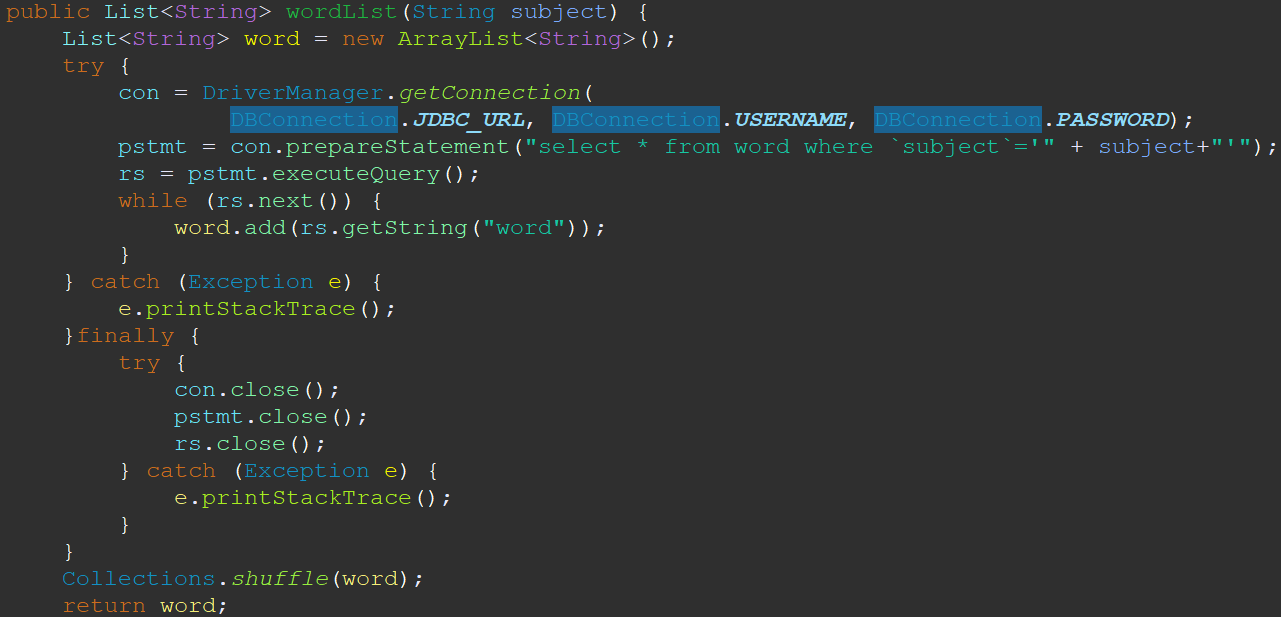 public List<String> wordList(String subject) {
    List<String> word = new ArrayList<String>();
    try {
        con = DriverManager.getConnection(
                DBConnection.JDBC_URL, DBConnection.USERNAME, DBConnection.PASSWORD);
        pstmt = con.prepareStatement("select * from word where `subject`='" + subject+"'");
        rs = pstmt.executeQuery();
        while (rs.next()) {
            word.add(rs.getString("word"));
        }
    } catch (Exception e) {
        e.printStackTrace();
    }finally {
        try {
            con.close();
            pstmt.close();
            rs.close();
        } catch (Exception e) {
            e.printStackTrace();
        }
    }
    Collections.shuffle(word);
    return word;